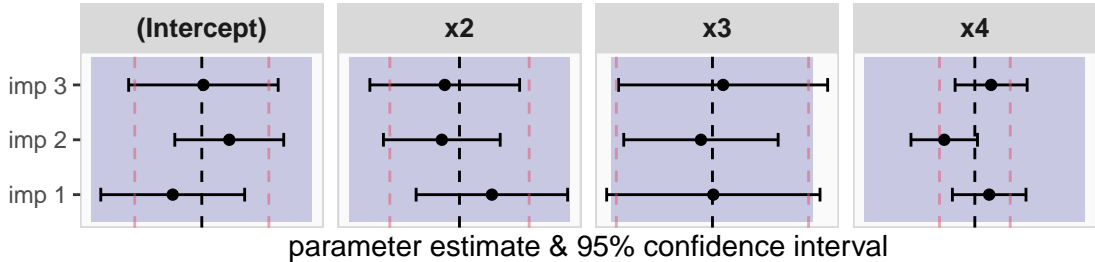 (Intercept) x2 x3 x4
imp 3
imp 2
imp 1
parameter estimate & 95% confidence interval